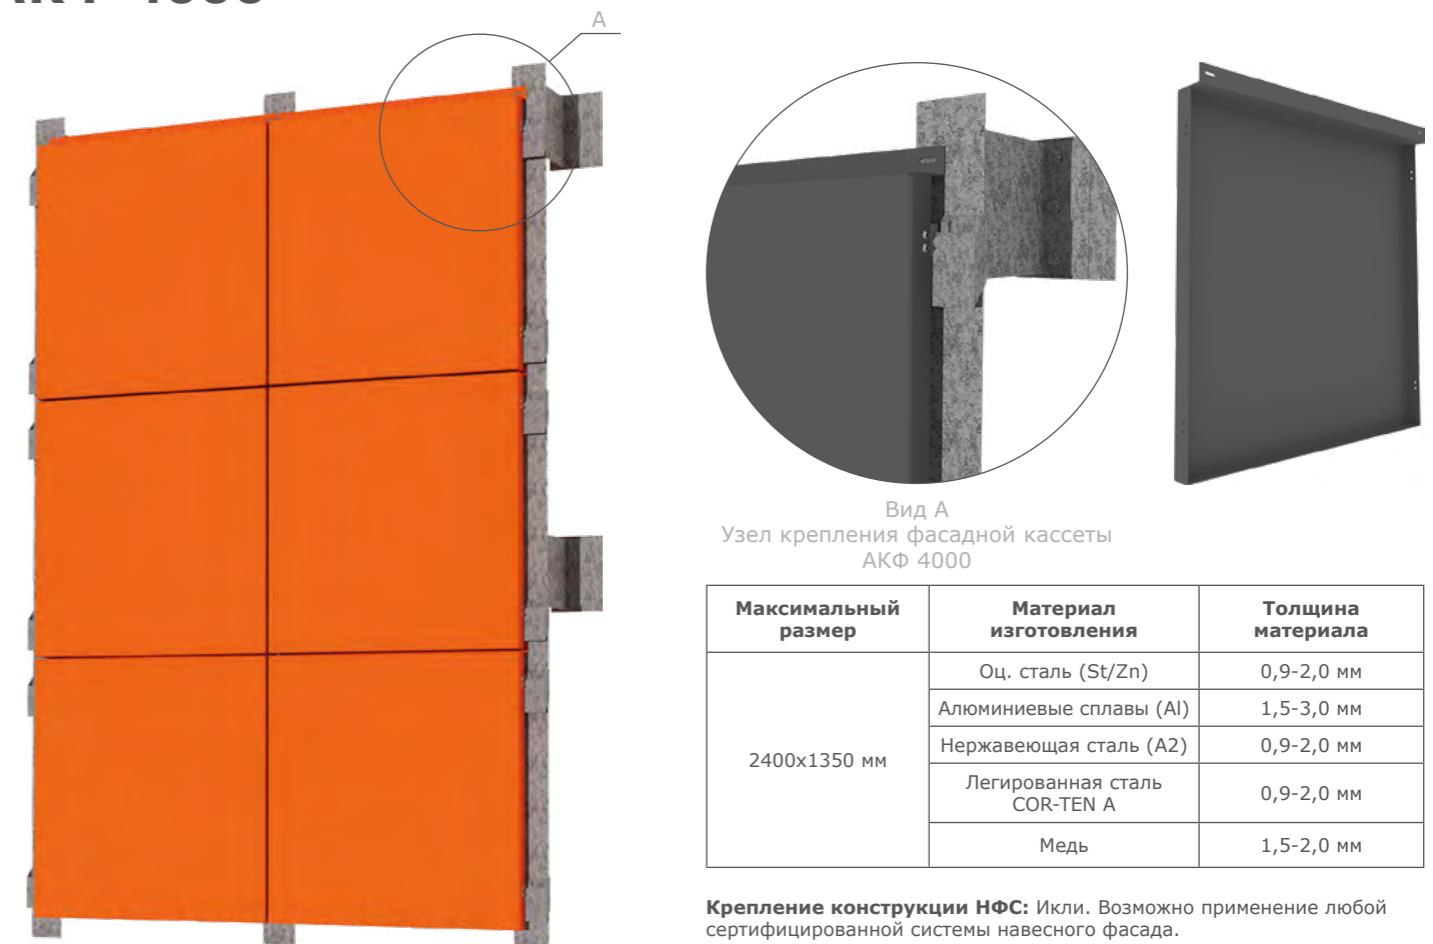 4000
А
Вид А
Узел крепления фасадной кассеты
АКФ 4000
Максимальный размер
Материал изготовления
Толщина материала
2400х1350 мм
Оц. сталь (St/Zn)
0,9-2,0 мм
Алюминиевые сплавы (Al)
1,5-3,0 мм
Нержавеющая сталь (А2)
0,9-2,0 мм
Легированная сталь
COR-TEN A
0,9-2,0 мм
Медь
1,5-2,0 мм
Крепление конструкции НФС: Икли. Возможно применение любой
сертифицированной системы навесного фасада.